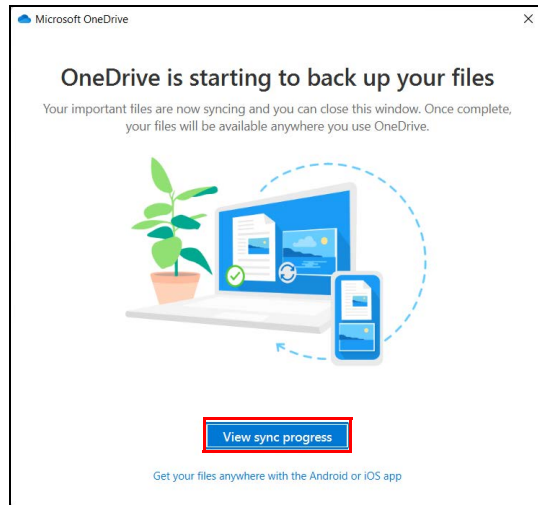 Microsoft OneDrive
OneDrive is starting to back up your files
Your important files are now syncing and you can close this window. Once complete,
your files will be available anywhere you use OneDrive.
View sync progress
Get your files anywhere with the Android or iOS app